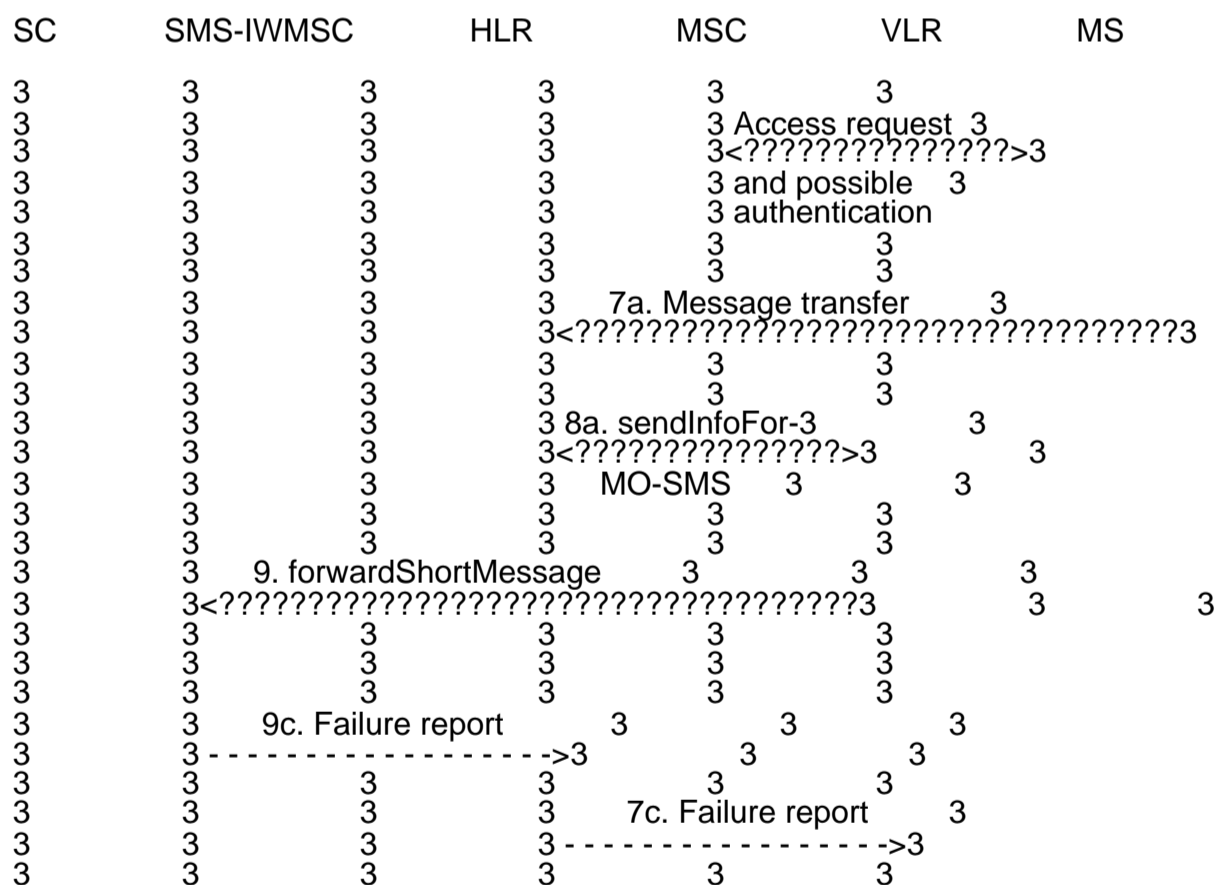 SC SMS-IWMSC HLR MSC VLR MS
3 3 3 3 3 3
3 3 3 3 3 Access request 3
3 3 3 3 3<???????????????>3
3 3 3 3 3 and possible 3
3 3 3 3 3 authentication
3 3 3 3 3 3
3 3 3 3 3 3
3 3 3 3 7a. Message transfer 3
3 3 3 3<??????????????????????????????????3
3 3 3 3 3 3
3 3 3 3 3 3
3 3 3 3 8a. sendInfoFor-3 3
3 3 3 3<???????????????>3 3
3 3 3 3 MO-SMS 3 3
3 3 3 3 3 3
3 3 3 3 3 3
3 3 9. forwardShortMessage 3 3 3
3 3<????????????????????????????????????3 3 3
3 3 3 3 3 3
3 3 3 3 3 3
3 3 3 3 3 3
3 3 9c. Failure report 3 3 3
3 3 - - - - - - - - - - - - - - - - - - ->3 3 3
3 3 3 3 3 3
3 3 3 3 7c. Failure report 3
3 3 3 3 - - - - - - - - - - - - - - - - - ->3
3 3 3 3 3 3